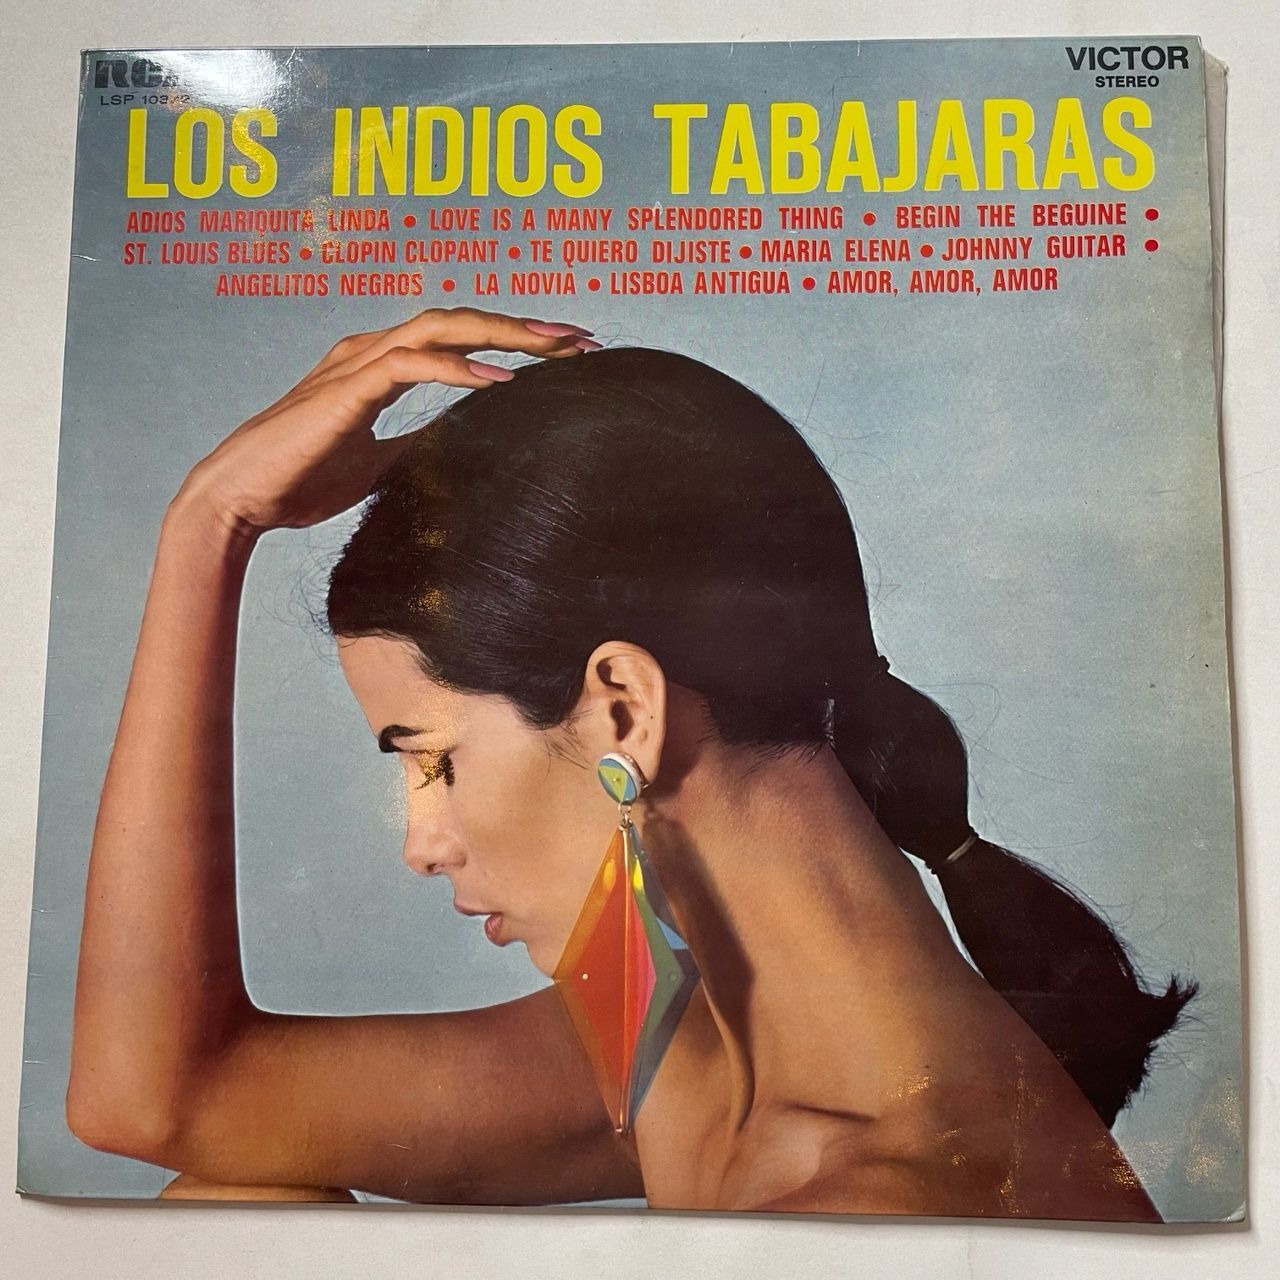 RCA VICTOR
STEREO
LOS INDIOS TABAJARAS
ADIOS MARIQUITA LINDA • LOVE IS A MANY SPLENDORED THING • BEGIN THE BEGUINE •
ST. LOUIS BLUES • CLOPIN CLOPANT • TE QUIERO DIJISTE • MARIA ELENA • JOHNNY GUITAR •
ANGELITOS NEGROS • LA NOVIA • LISBOA ANTIGUA • AMOR, AMOR, AMOR